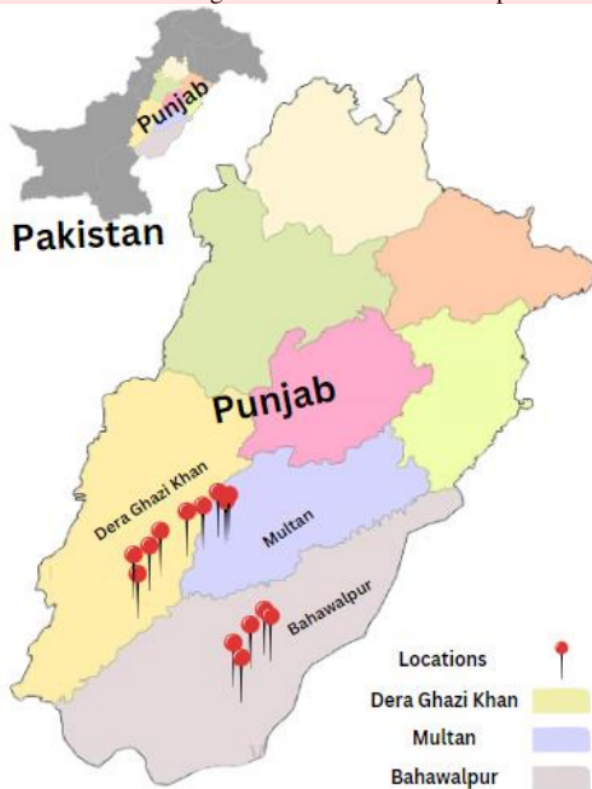 Punjab
Pakistan
Punjab
Dera Ghazi Khan
Multan
Bahawalpur
Locations
Dera Ghazi Khan
Multan
Bahawalpur